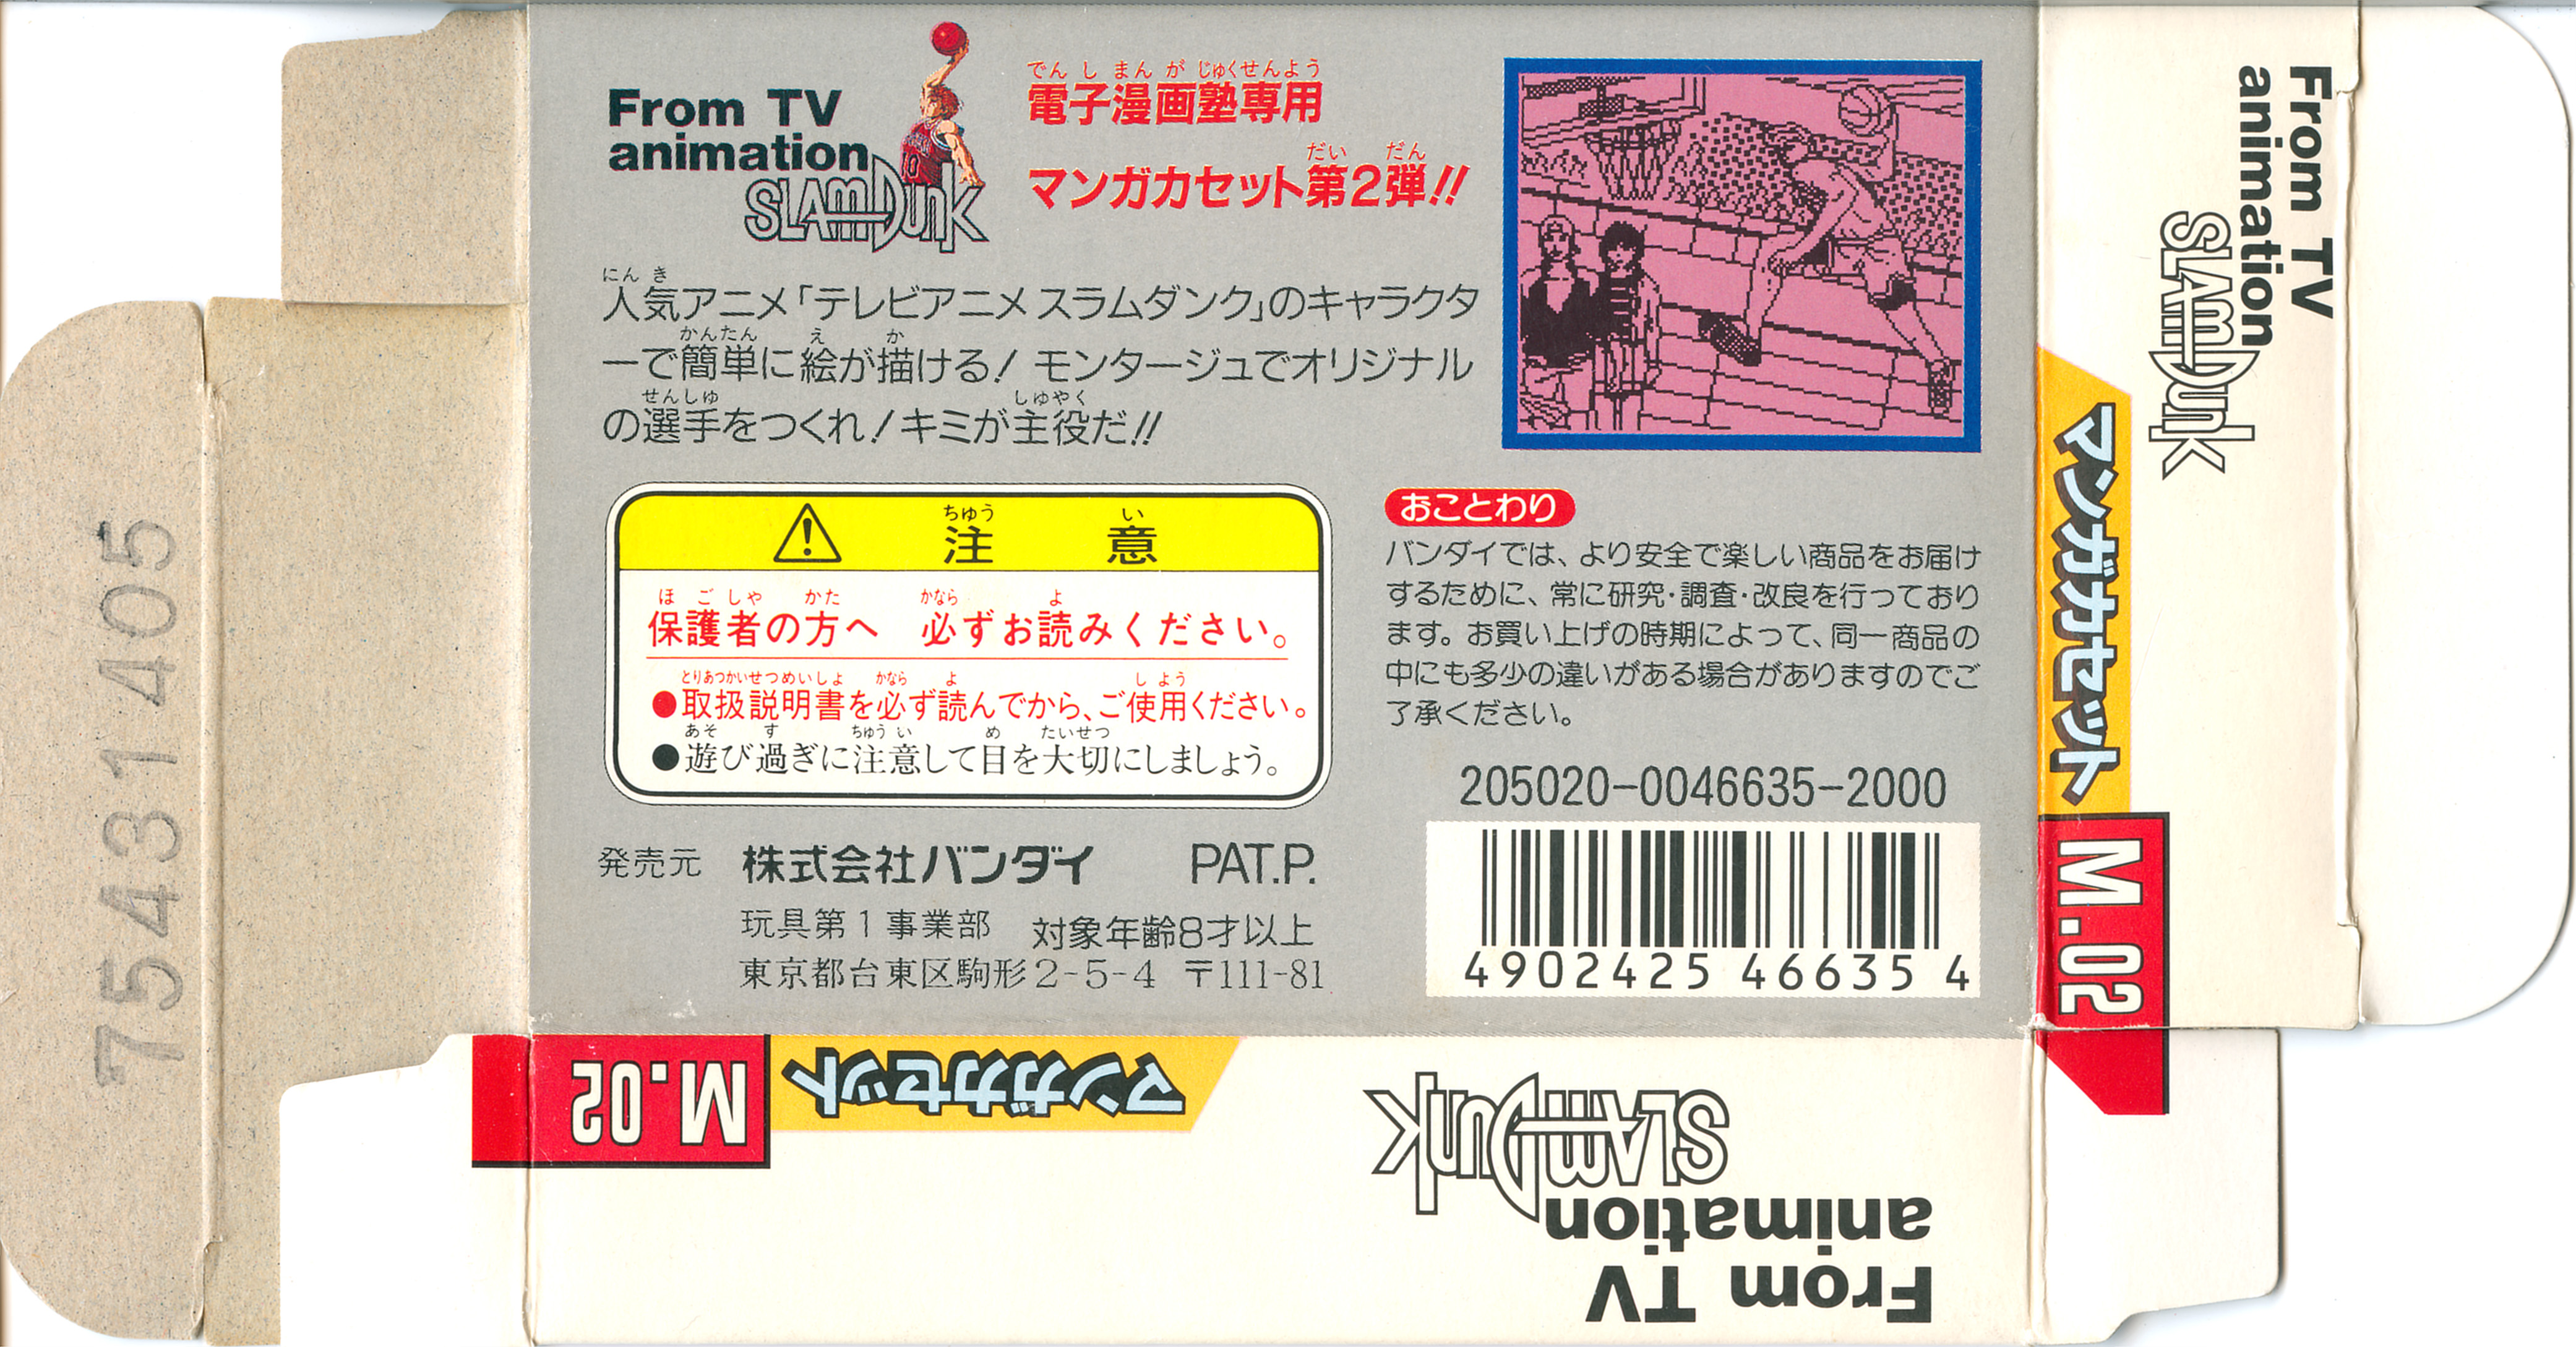 From TV
animation
SLAM DUNK
でんしまんがじゅくせんよう
電子漫画塾専用
だい だん
マンガカセット第2弾!!
にんき
人気アニメ「テレビアニメ スラムダンク」のキャラクタ
かんたん え か
ーで簡単に絵が描ける! モンタージュでオリジナル
せんしゅ しゅやく
の選手をつくれ!キミが主役だ!!
ちゅう い
注 意
ほごしゃ かた かなら よ
保護者の方へ 必ずお読みください。
とりあつかいせつめいしょ かなら よ しよう
●取扱説明書を必ず読んでから、ご使用ください。
あそ す ちゅうい め たいせつ
●遊び過ぎに注意して目を大切にしましょう。
おことわり
バンダイでは、より安全で楽しい商品をお届け
するために、常に研究・調査・改良を行っており
ます。お買い上げの時期によって、同一商品の
中にも多少の違いがある場合がありますのでご
了承ください。
205020-0046635-2000
4902425 46635 4
発売元 株式会社バンダイ PAT.P.
玩具第1事業部 対象年齢8才以上
東京都台東区駒形2-5-4 〒111-81
From TV
animation
SLAM DUNK
マンガカセット
M.02
M.02
マンガカセット
From TV
animation
SLAM DUNK
75431405